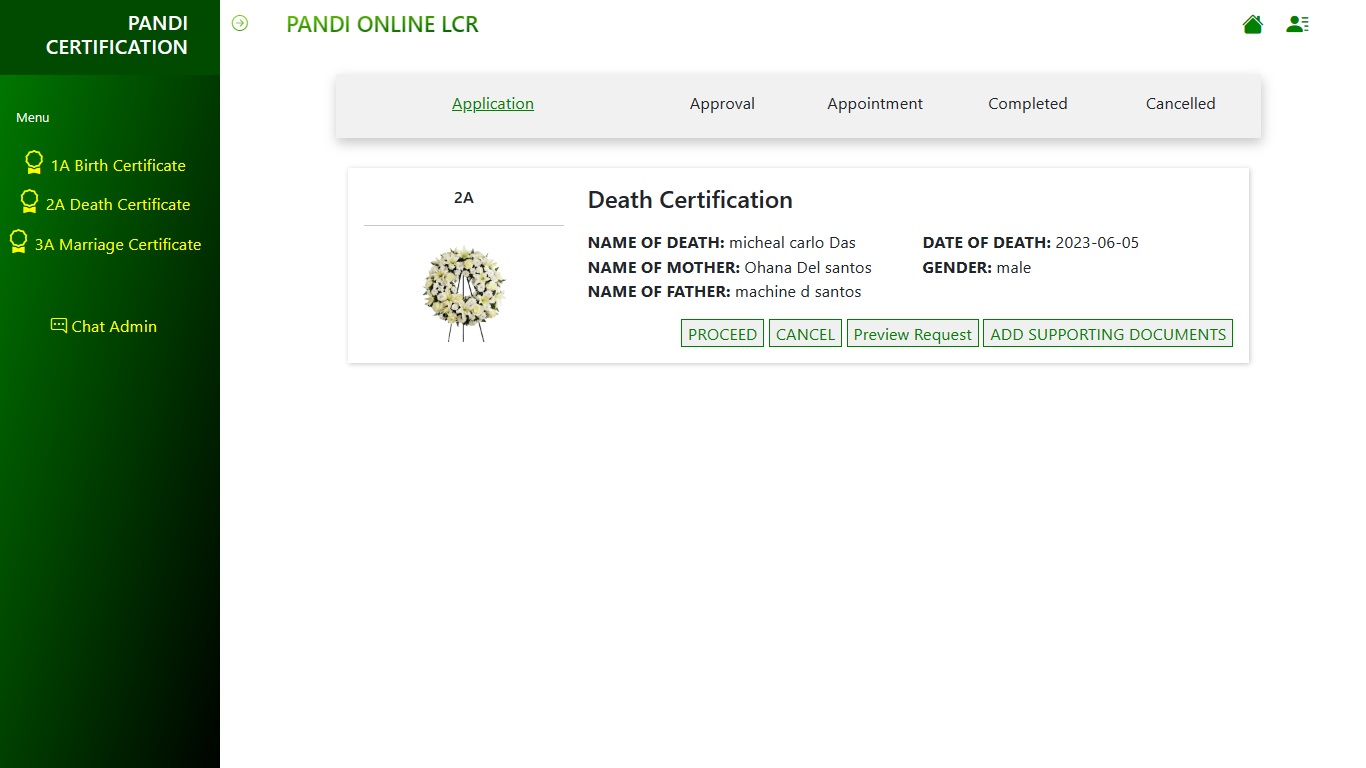 PANDI
CERTIFICATION
PANDI ONLINE LCR
Menu
1A Birth Certificate
2A Death Certificate
3A Marriage Certificate
Chat Admin
Application Approval Appointment Completed Cancelled
2A
Death Certification
NAME OF DEATH: micheal carlo Das DATE OF DEATH: 2023-06-05
NAME OF MOTHER: Ohana Del santos GENDER: male
NAME OF FATHER: machine d santos
PROCEED CANCEL Preview Request ADD SUPPORTING DOCUMENTS